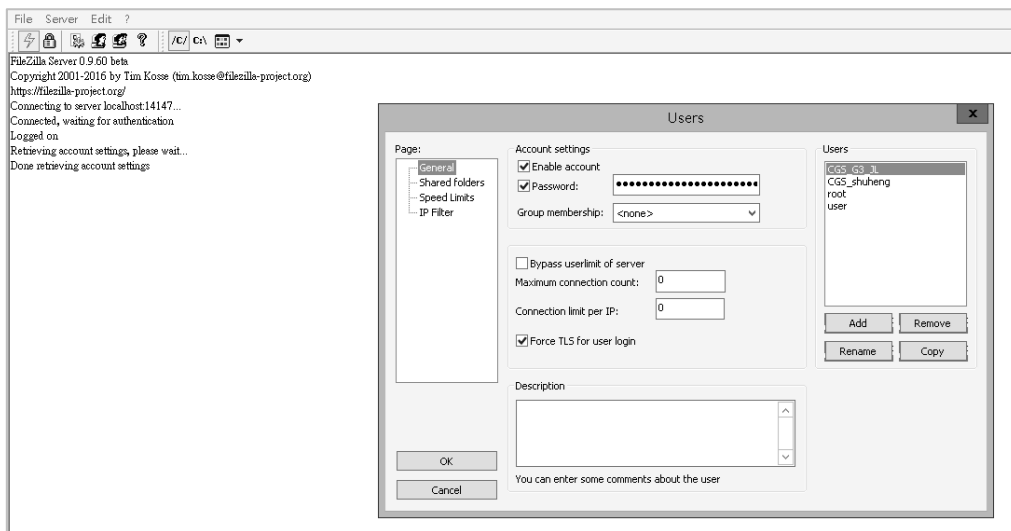 File Server Edit ?
/C/ C:\
FileZilla Server 0.9.60 beta
Copyright 2001-2016 by Tim Kosse (tim.kosse@filezilla-project.org)
https://filezilla-project.org/
Connecting to server localhost:14147...
Connected, waiting for authentication
Logged on
Retrieving account settings, please wait...
Done retrieving account settings
Users
x
Page:
General
Shared folders
Speed Limits
IP Filter
OK
Cancel
Account settings
Enable account
Password:
Group membership: <none>
Bypass userlimit of server
Maximum connection count: 0
Connection limit per IP: 0
Force TLS for user login
Description
You can enter some comments about the user
Users
CGS_G3_JL
CGS_shuheng
root
user
Add Remove
Rename Copy